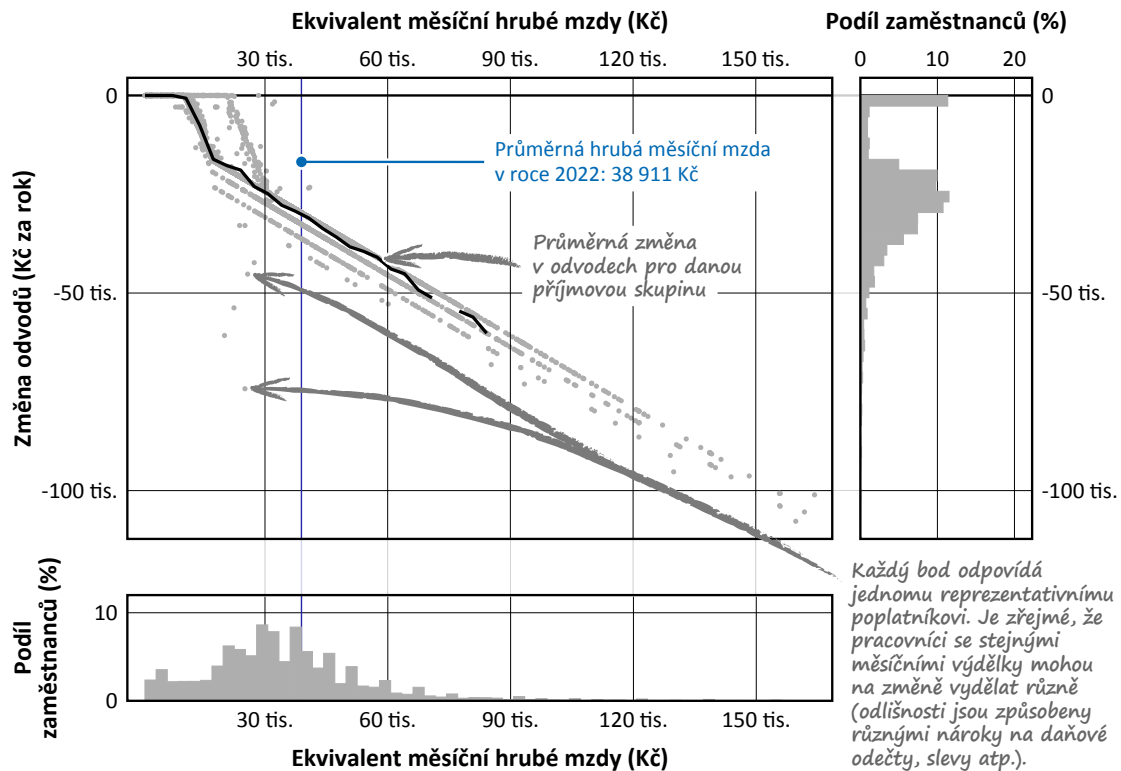 Ekvivalent měsíční hrubé mzdy (Kč)
Podíl zaměstnanců (%)
30 tis. 60 tis. 90 tis. 120 tis. 150 tis.
0 10 20
Změna odvodů (Kč za rok)
0
-50 tis.
-100 tis.
Průměrná hrubá měsíční mzda
v roce 2022: 38 911 Kč
Průměrná změna
v odvodech pro danou
příjmovou skupinu
0
-50 tis.
-100 tis.
Podíl
zaměstnanců (%)
10
0
30 tis. 60 tis. 90 tis. 120 tis. 150 tis.
Ekvivalent měsíční hrubé mzdy (Kč)
Každý bod odpovídá
jednomu reprezentativnímu
poplatníkovi. Je zřejmé, že
pracovníci se stejnými
měsíčními výdělky mohou
na změně vydělat různě
(odlišnosti jsou způsobeny
různými nároky na daňové
odečty, slevy atp.).